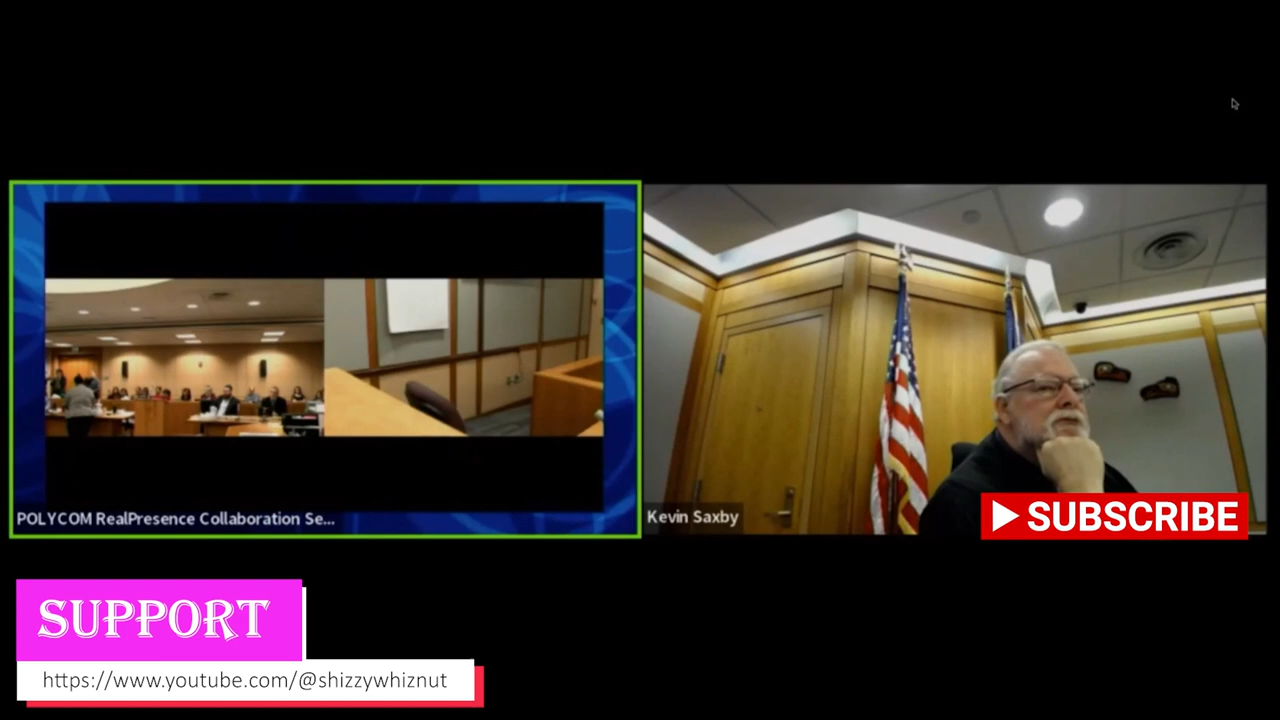 POLYCOM RealPresence Collaboration Se...
Kevin Saxby
SUBSCRIBE
SUPPORT
https://www.youtube.com/@shizzywhiznut